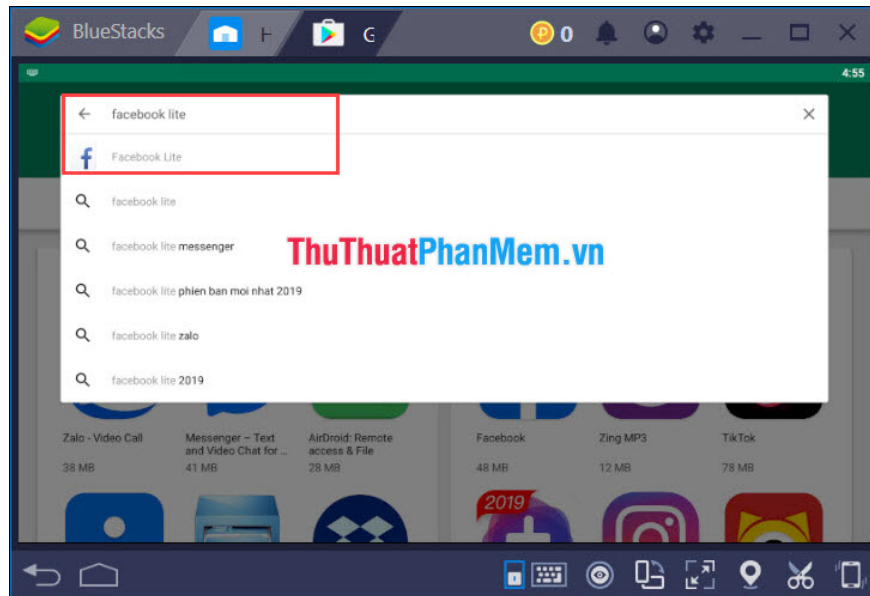 BlueStacks
H
G
0
4:55
facebook lite
Facebook Lite
facebook lite
facebook lite messenger
ThuThuatPhanMem.vn
facebook lite phien ban moi nhat 2019
facebook lite zalo
facebook lite 2019
Zalo - Video Call
Messenger – Text and Video Chat for ...
AirDroid: Remote access & File
Facebook
Zing MP3
TikTok
38 MB
41 MB
28 MB
48 MB
12 MB
78 MB
2019